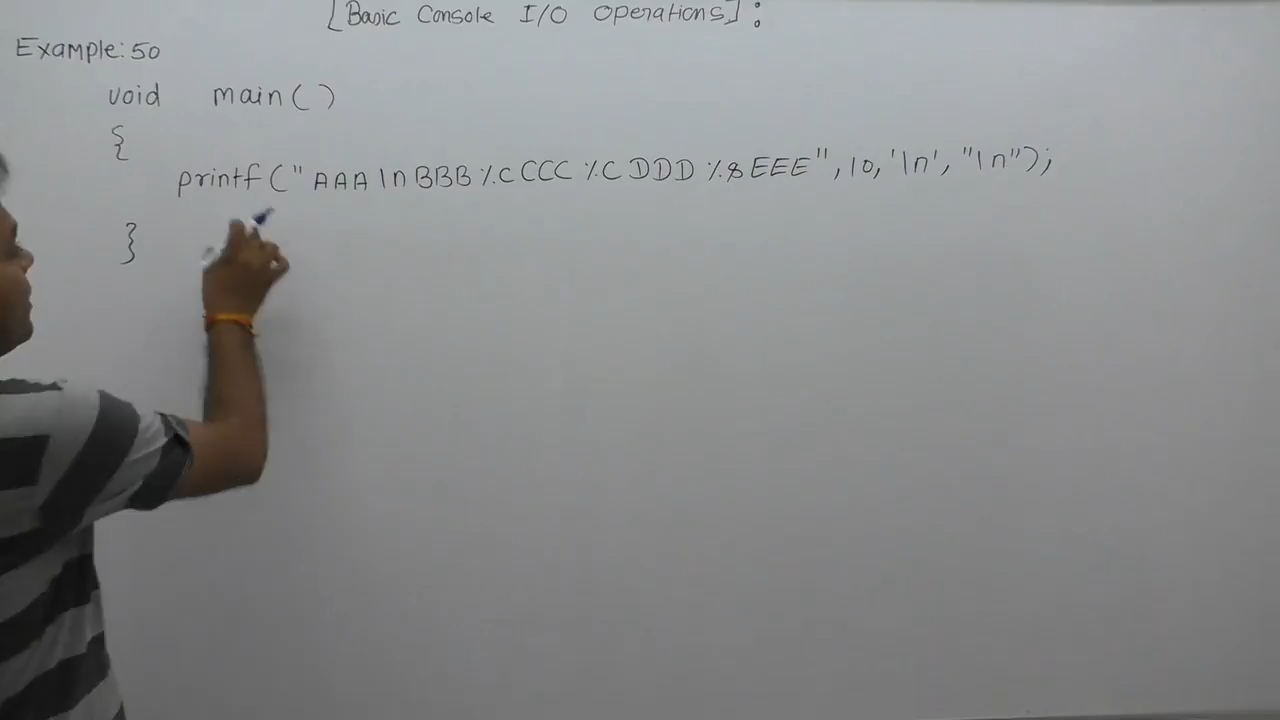 [Basic Console I/O Operations]:
Example: 50
void main()
{
printf("AAA\nBBB%cCCC%cDDD%sEEE", 10, '\n', "\n");
}